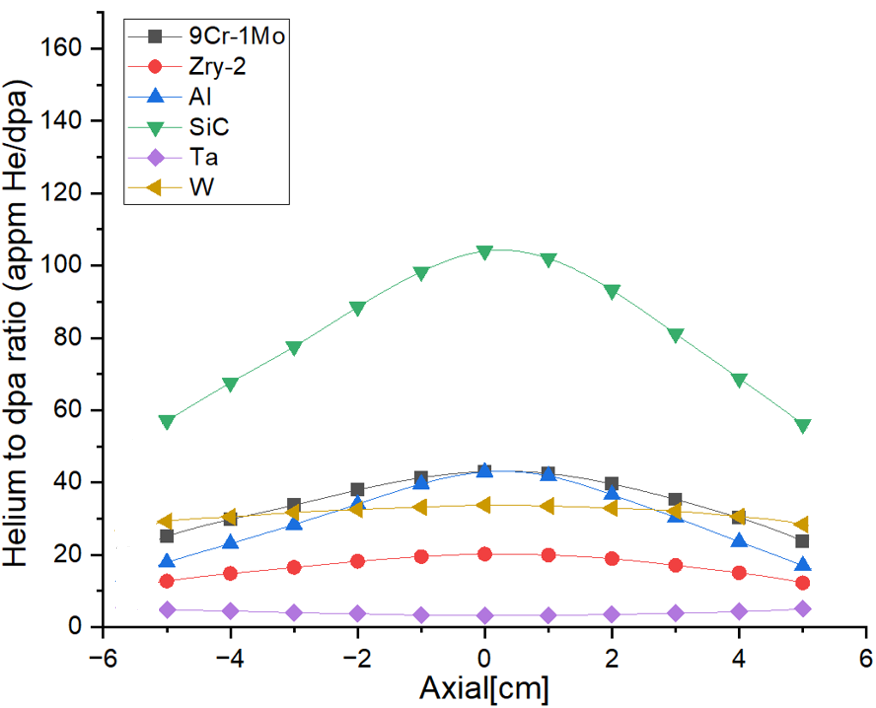 Helium to dpa ratio (appm He/dpa)
160
140
120
100
80
60
40
20
0
9Cr-1Mo
Zry-2
Al
SiC
Ta
W
−6 −4 −2 0 2 4 6
Axial[cm]